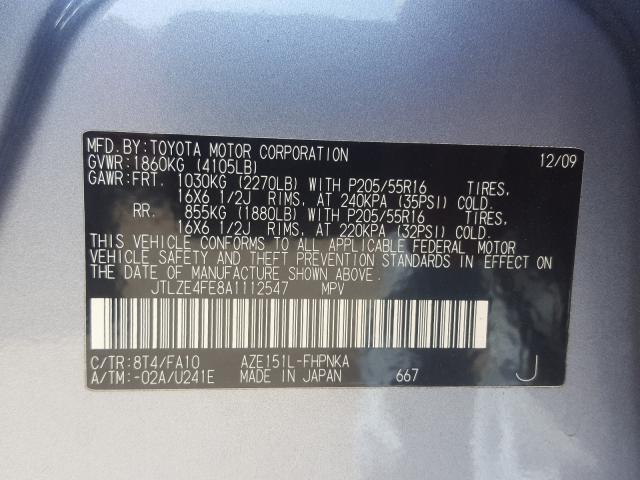 MFD.BY:TOYOTA MOTOR CORPORATION 12/09
GVWR:1860KG (4105LB)
GAWR:FRT. 1030KG (2270LB) WITH P205/55R16 TIRES,
16X6 1/2J RIMS, AT 240KPA (35PSI) COLD.
RR. 855KG (1880LB) WITH P205/55R16 TIRES,
16X6 1/2J RIMS, AT 220KPA (32PSI) COLD.
THIS VEHICLE CONFORMS TO ALL APPLICABLE FEDERAL MOTOR
VEHICLE SAFETY AND THEFT PREVENTION STANDARDS IN EFFECT ON
THE DATE OF MANUFACTURE SHOWN ABOVE.
JTLZE4FE8A1112547 MPV
C/TR:8T4/FA10 AZE151L-FHPNKA
A/TM:-02A/U241E MADE IN JAPAN 667 J